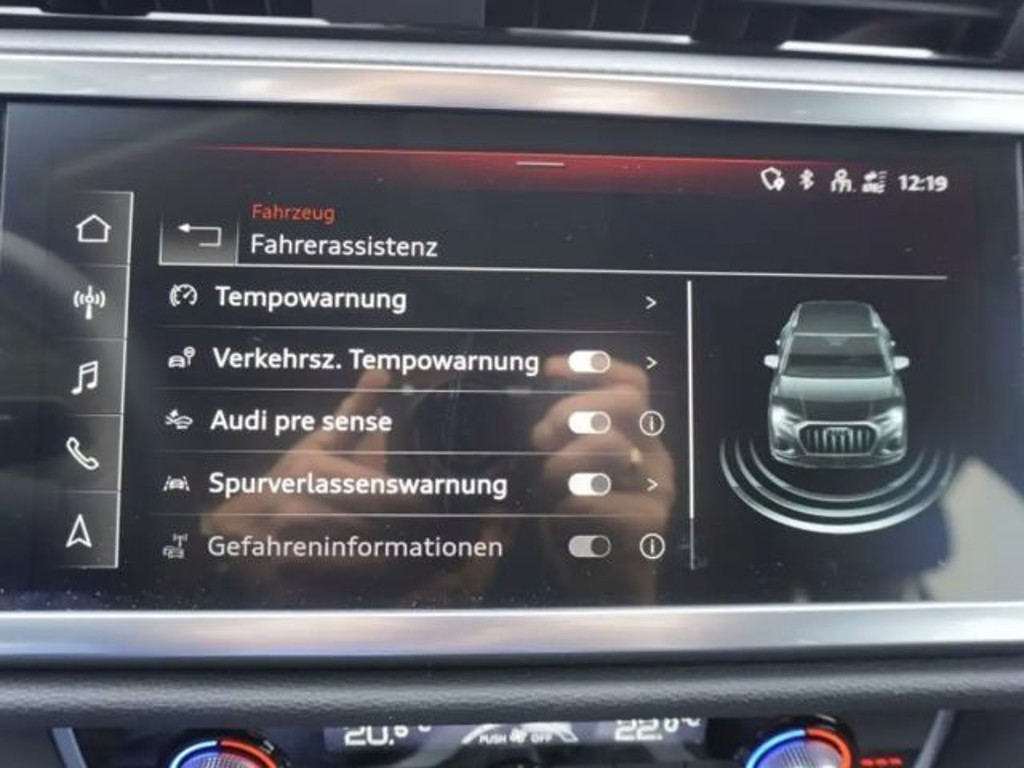 12:19
Fahrzeug
Fahrerassistenz
Tempowarnung
Verkehrsz. Tempowarnung
Audi pre sense
Spurverlassenswarnung
Gefahreninformationen
PUSH OFF